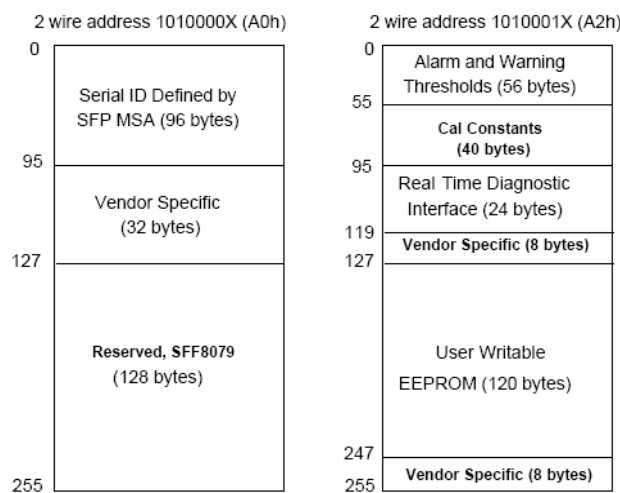 2 wire address 1010000X (A0h)
0
Serial ID Defined by
SFP MSA (96 bytes)
95
Vendor Specific
(32 bytes)
127
Reserved, SFF8079
(128 bytes)
255
2 wire address 1010001X (A2h)
0
Alarm and Warning
Thresholds (56 bytes)
55
Cal Constants
(40 bytes)
95
Real Time Diagnostic
Interface (24 bytes)
119
Vendor Specific (8 bytes)
127
User Writable
EEPROM (120 bytes)
247
Vendor Specific (8 bytes)
255